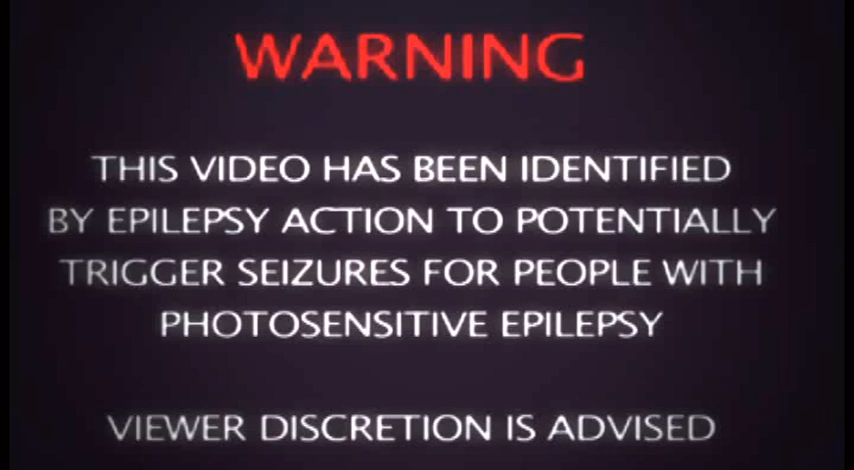 WARNING
THIS VIDEO HAS BEEN IDENTIFIED
BY EPILEPSY ACTION TO POTENTIALLY
TRIGGER SEIZURES FOR PEOPLE WITH
PHOTOSENSITIVE EPILEPSY
VIEWER DISCRETION IS ADVISED